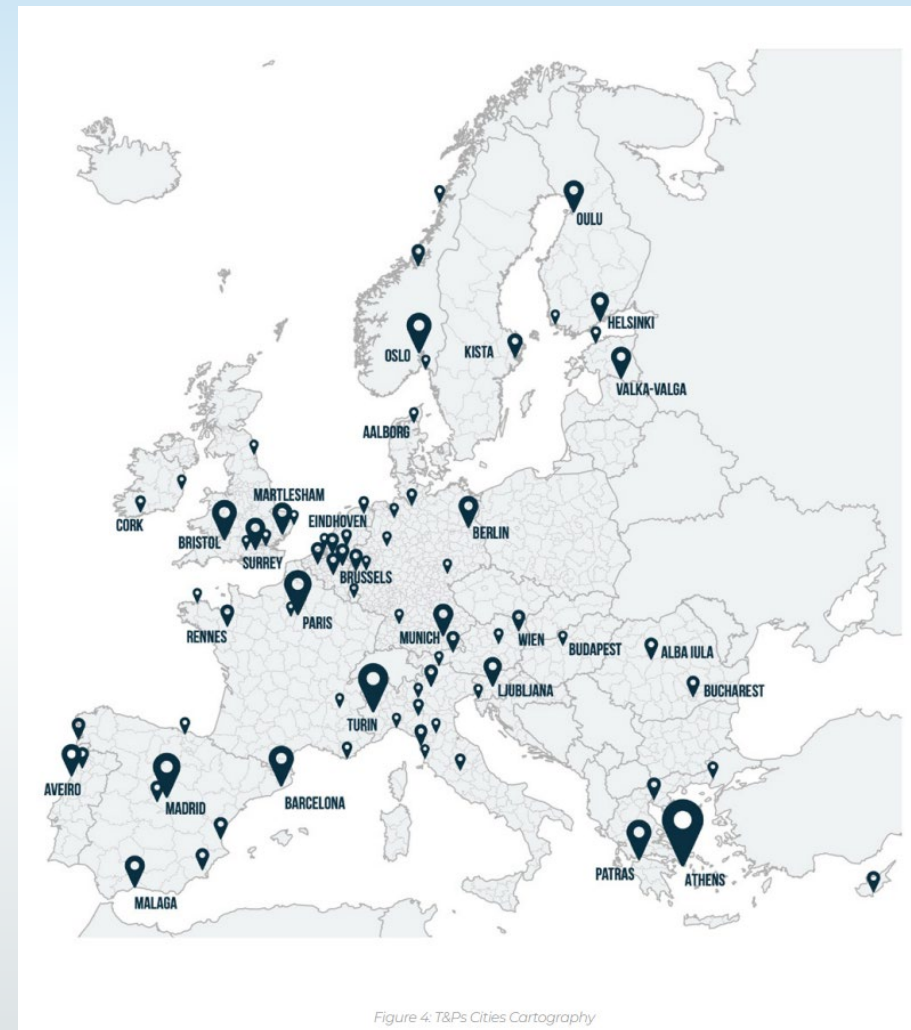 OULU
HELSINKI
OSLO
KISTA
VALKA-VALGA
AALBORG
MARTLESHAM
CORK
EINDHOVEN
BRISTOL
BERLIN
SURREY
BRUSSELS
PARIS
RENNES
MUNICH
WIEN
BUDAPEST
ALBA IULA
LJUBLJANA
BUCHAREST
TURIN
AVEIRO
MADRID
BARCELONA
PATRAS
ATHENS
MALAGA
Figure 4: T&Ps Cities Cartography